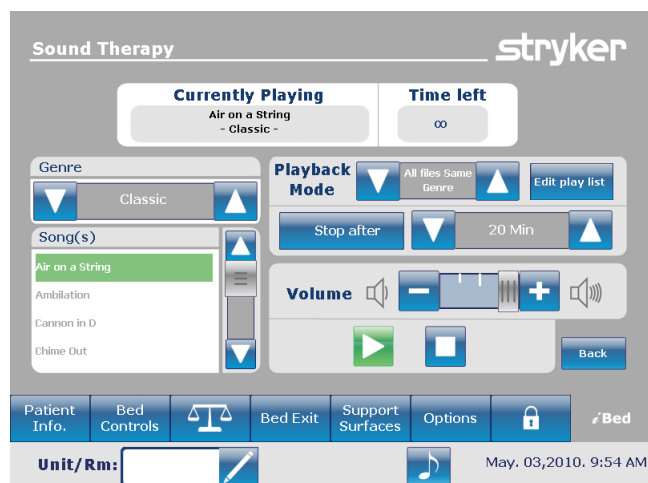 Sound Therapy
stryker
Currently Playing
Time left
Air on a String
- Classic -
∞
Genre
Classic
Playback
Mode
All files Same
Genre
Edit play list
Stop after
20 Min
Song(s)
Air on a String
Ambilation
Cannon in D
Chime Out
Volume
Back
Patient
Info.
Bed
Controls
Bed Exit
Support
Surfaces
Options
iBed
Unit/Rm:
May. 03,2010. 9:54 AM